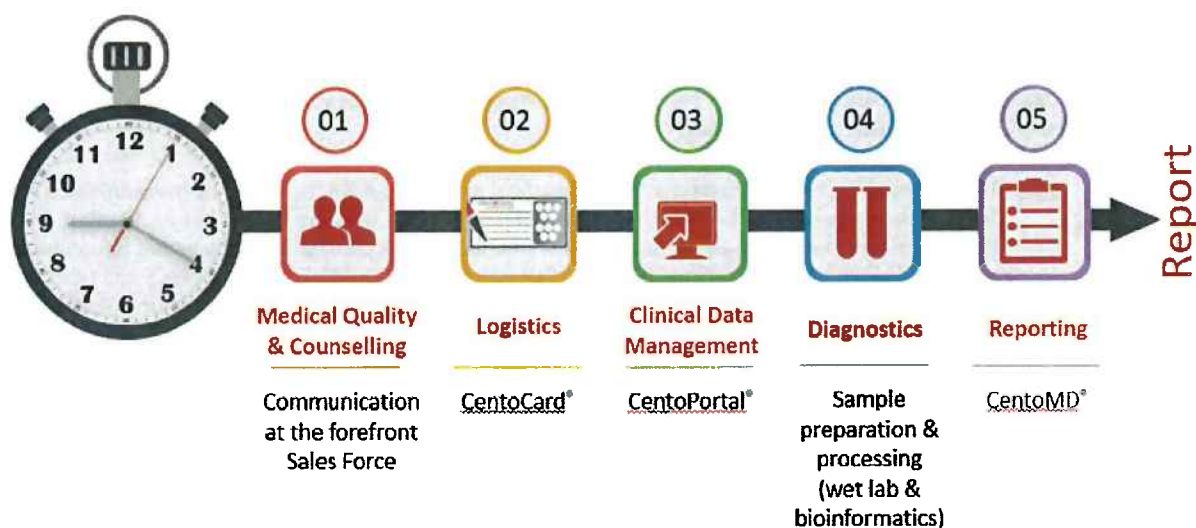 12
11
1
10
2
9
3
8
4
7
5
6
01
02
03
04
05
Medical Quality
& Counselling
Communication
at the forefront
Sales Force
Logistics
CentoCard®
Clinical Data
Management
CentoPortal®
Diagnostics
Sample
preparation &
processing
(wet lab &
bioinformatics)
Reporting
CentoMD®
Report